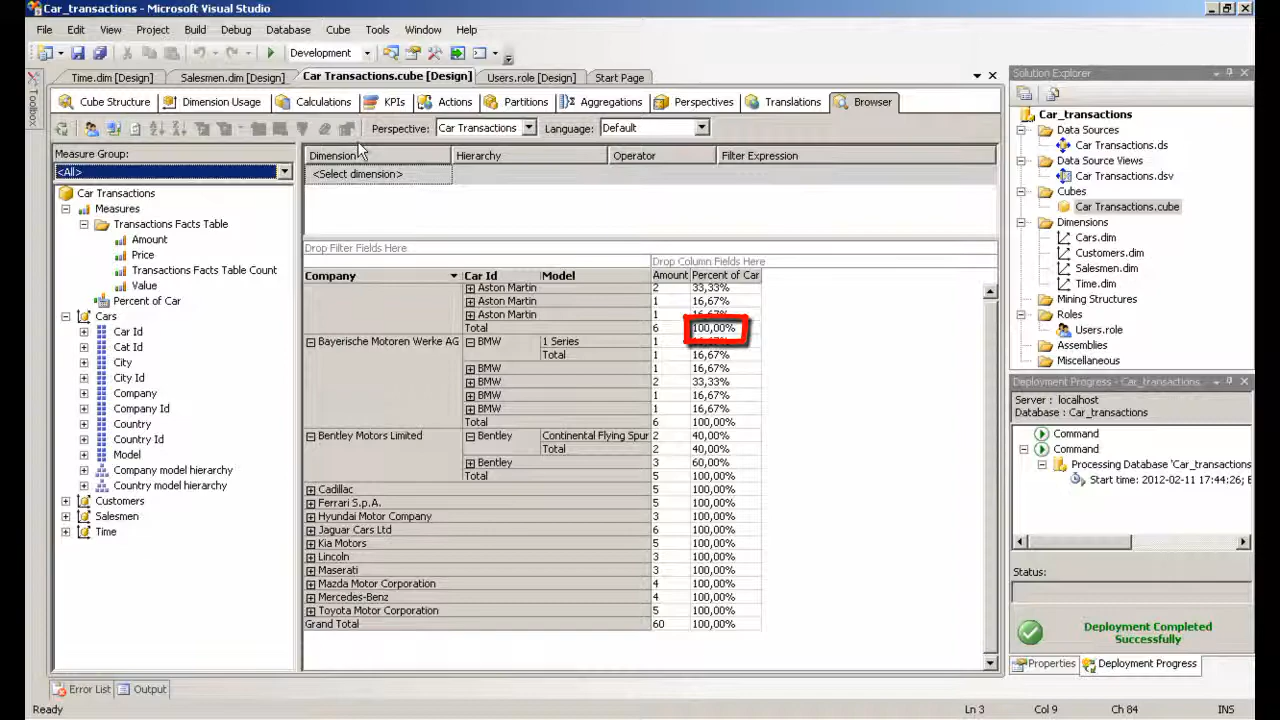 Car_transactions - Microsoft Visual Studio
File Edit View Project Build Debug Database Cube Tools Window Help
Development
Time.dim [Design] Salesmen.dim [Design] Car Transactions.cube [Design] Users.role [Design] Start Page
Cube Structure Dimension Usage Calculations KPIs Actions Partitions Aggregations Perspectives Translations Browser
Perspective: Car Transactions Language: Default
Toolbox
Measure Group:
<All>
Car Transactions
Measures
Transactions Facts Table
Amount
Price
Transactions Facts Table Count
Value
Percent of Car
Cars
Car Id
Cat Id
City
City Id
Company
Company Id
Country
Country Id
Model
Company model hierarchy
Country model hierarchy
Customers
Salesmen
Time
Dimension Hierarchy Operator Filter Expression
<Select dimension>
Drop Filter Fields Here
Drop Column Fields Here
Company Car Id Model Amount Percent of Car
Aston Martin 2 33,33%
Aston Martin 1 16,67%
Aston Martin 1 16,67%
Total 6 100,00%
Bayerische Motoren Werke AG BMW 1 Series 1
Total 1 16,67%
BMW 1 16,67%
BMW 2 33,33%
BMW 1 16,67%
BMW 1 16,67%
Total 6 100,00%
Bentley Motors Limited Bentley Continental Flying Spur 2 40,00%
Total 2 40,00%
Bentley 3 60,00%
Total 5 100,00%
Cadillac 5 100,00%
Ferrari S.p.A. 5 100,00%
Hyundai Motor Company 3 100,00%
Jaguar Cars Ltd 6 100,00%
Kia Motors 5 100,00%
Lincoln 3 100,00%
Maserati 3 100,00%
Mazda Motor Corporation 4 100,00%
Mercedes-Benz 4 100,00%
Toyota Motor Corporation 5 100,00%
Grand Total 60 100,00%
Solution Explorer
Car_transactions
Data Sources
Car Transactions.ds
Data Source Views
Car Transactions.dsv
Cubes
Car Transactions.cube
Dimensions
Cars.dim
Customers.dim
Salesmen.dim
Time.dim
Mining Structures
Roles
Users.role
Assemblies
Miscellaneous
Deployment Progress - Car_transactions
Server : localhost
Database : Car_transactions
Command
Command
Processing Database 'Car_transactions
Start time: 2012-02-11 17:44:26; E
Status:
Deployment Completed
Successfully
Properties Deployment Progress
Error List Output
Ready Ln 3 Col 9 Ch 84 INS